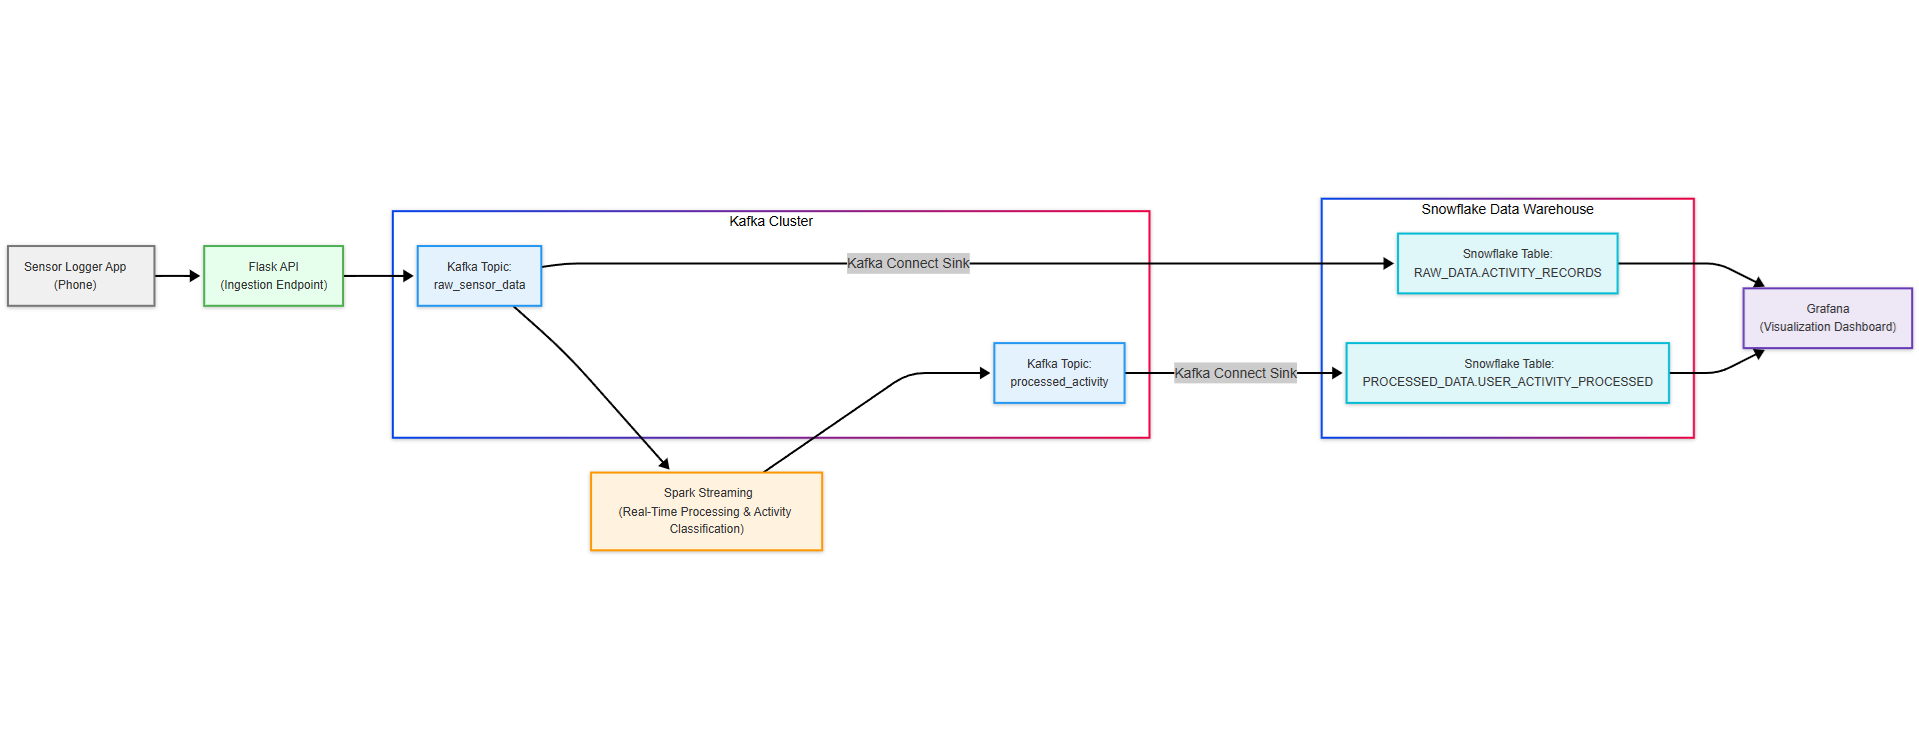 Sensor Logger App
(Phone)
Flask API
(Ingestion Endpoint)
Kafka Cluster
Kafka Topic:
raw_sensor_data
Kafka Connect Sink
Kafka Topic:
processed_activity
Kafka Connect Sink
Spark Streaming
(Real-Time Processing & Activity
Classification)
Snowflake Data Warehouse
Snowflake Table:
RAW_DATA.ACTIVITY_RECORDS
Snowflake Table:
PROCESSED_DATA.USER_ACTIVITY_PROCESSED
Grafana
(Visualization Dashboard)